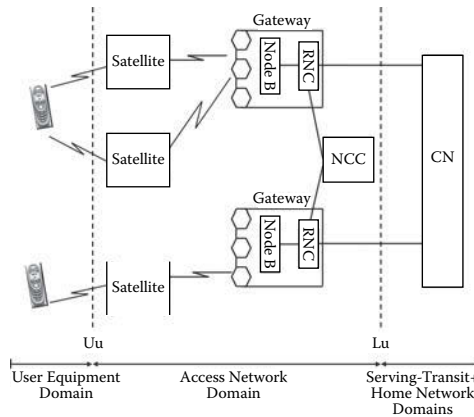 Gateway
Satellite
Node B
RNC
Satellite
NCC
CN
Gateway
Satellite
Node B
RNC
Uu
Lu
User Equipment
Domain
Access Network
Domain
Serving-Transit+
Home Network
Domains